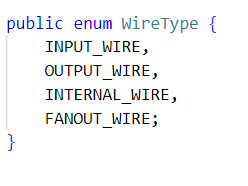 public enum WireType {
    INPUT_WIRE,
    OUTPUT_WIRE,
    INTERNAL_WIRE,
    FANOUT_WIRE;
}